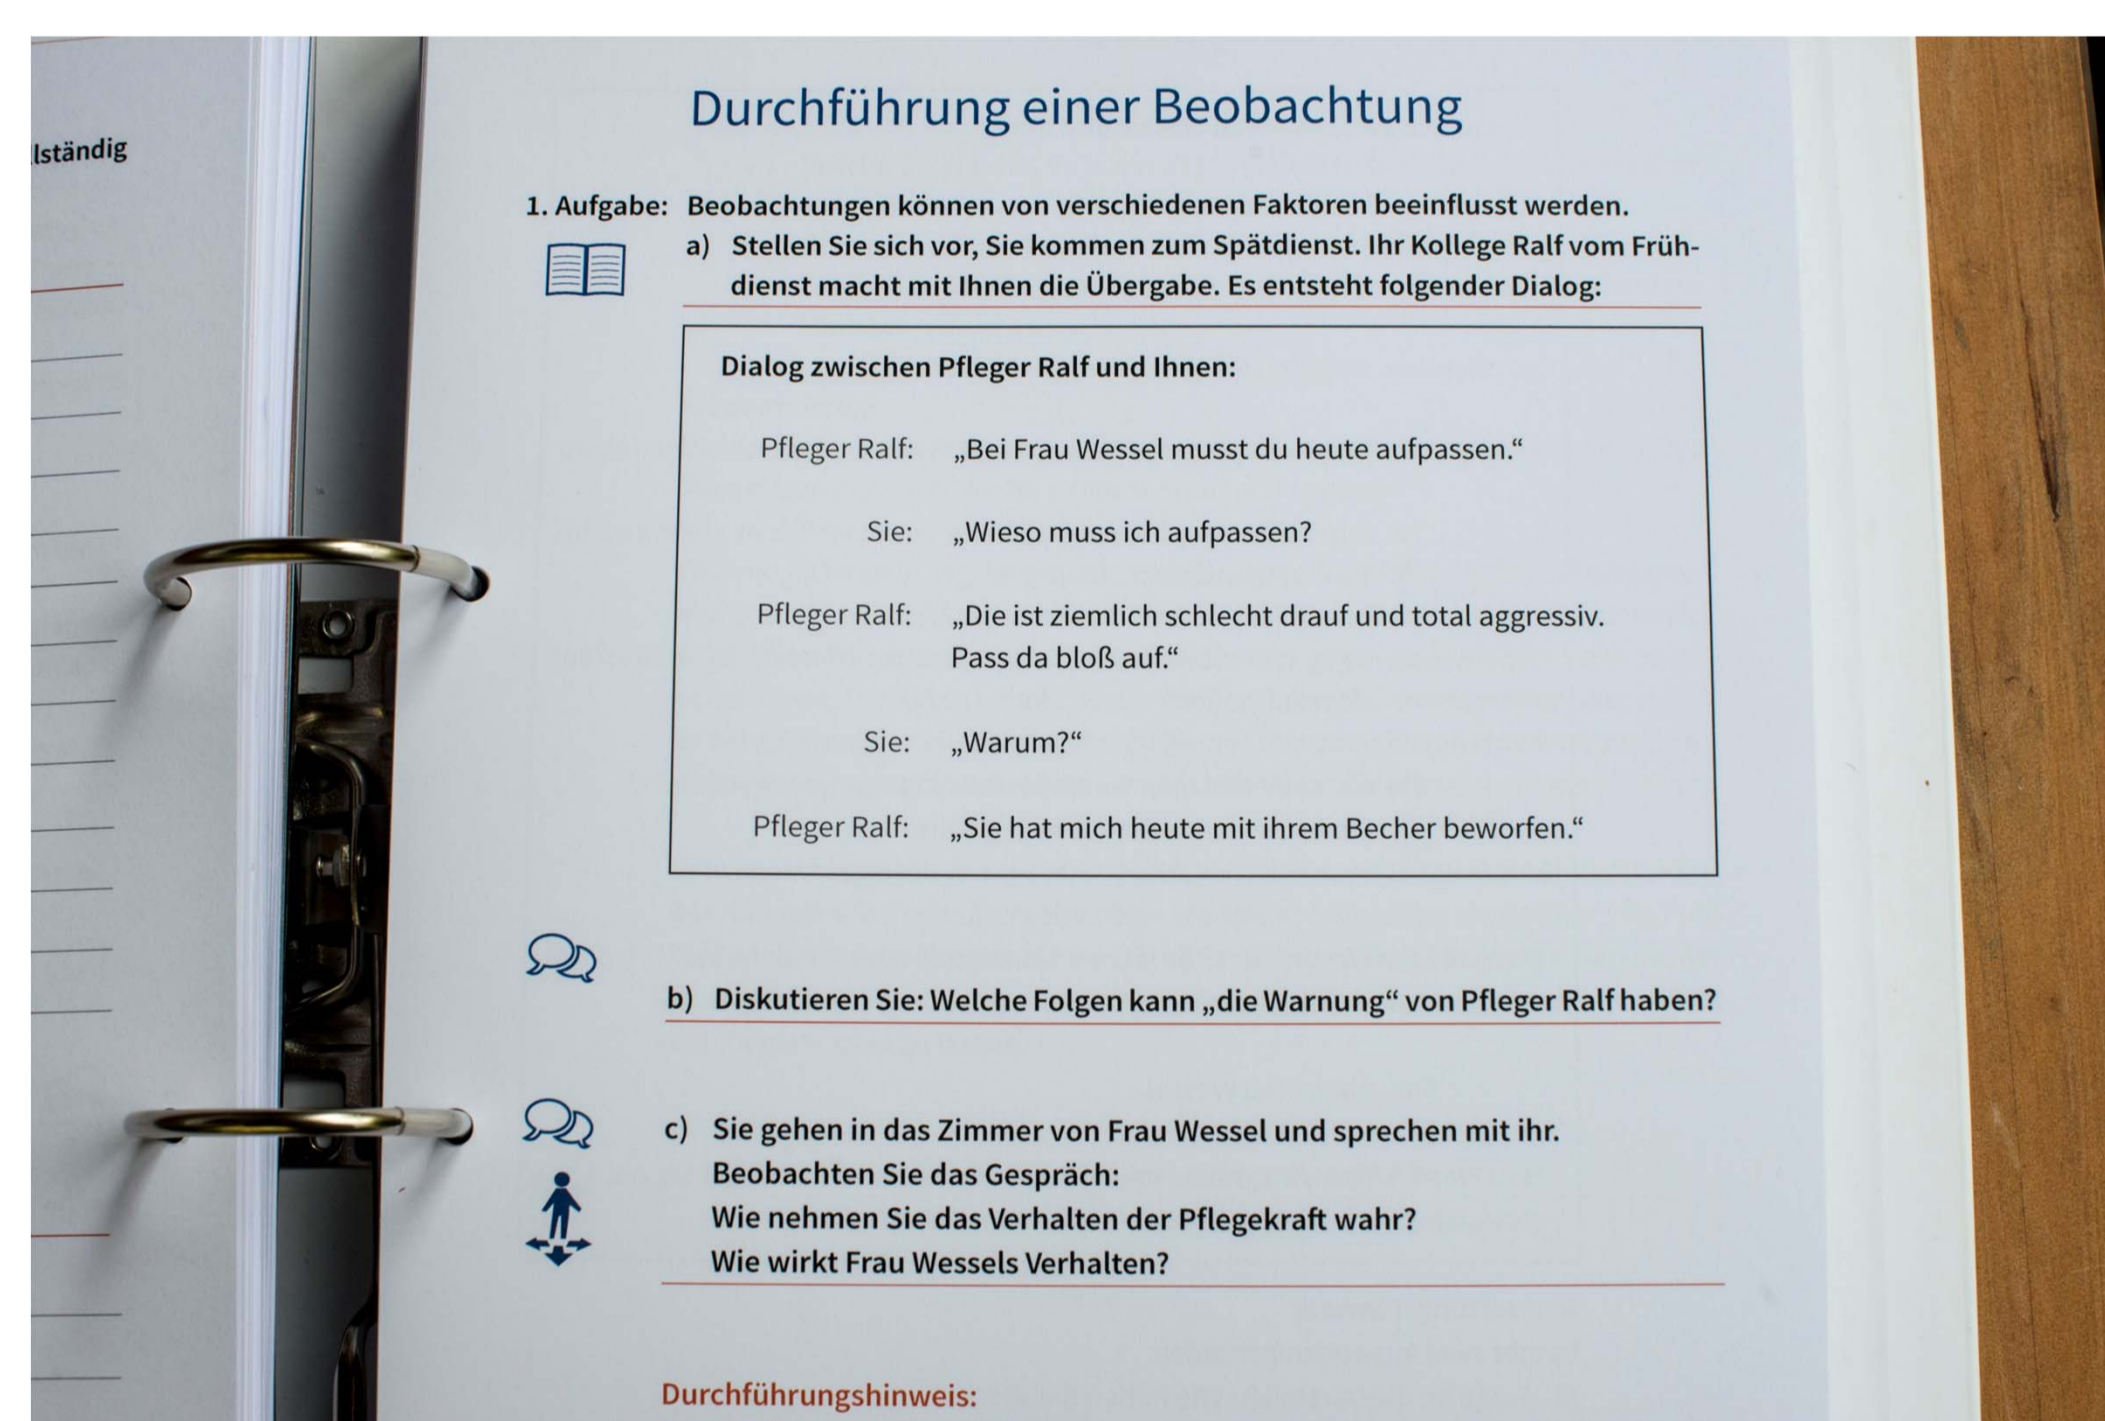 lständig
Durchführung einer Beobachtung
1. Aufgabe: Beobachtungen können von verschiedenen Faktoren beeinflusst werden.
a) Stellen Sie sich vor, Sie kommen zum Spätdienst. Ihr Kollege Ralf vom Früh-
dienst macht mit Ihnen die Übergabe. Es entsteht folgender Dialog:
Dialog zwischen Pfleger Ralf und Ihnen:
Pfleger Ralf: „Bei Frau Wessel musst du heute aufpassen.“
Sie: „Wieso muss ich aufpassen?
Pfleger Ralf: „Die ist ziemlich schlecht drauf und total aggressiv.
Pass da bloß auf.“
Sie: „Warum?“
Pfleger Ralf: „Sie hat mich heute mit ihrem Becher beworfen.“
b) Diskutieren Sie: Welche Folgen kann „die Warnung“ von Pfleger Ralf haben?
c) Sie gehen in das Zimmer von Frau Wessel und sprechen mit ihr.
Beobachten Sie das Gespräch:
Wie nehmen Sie das Verhalten der Pflegekraft wahr?
Wie wirkt Frau Wessels Verhalten?
Durchführungshinweis: